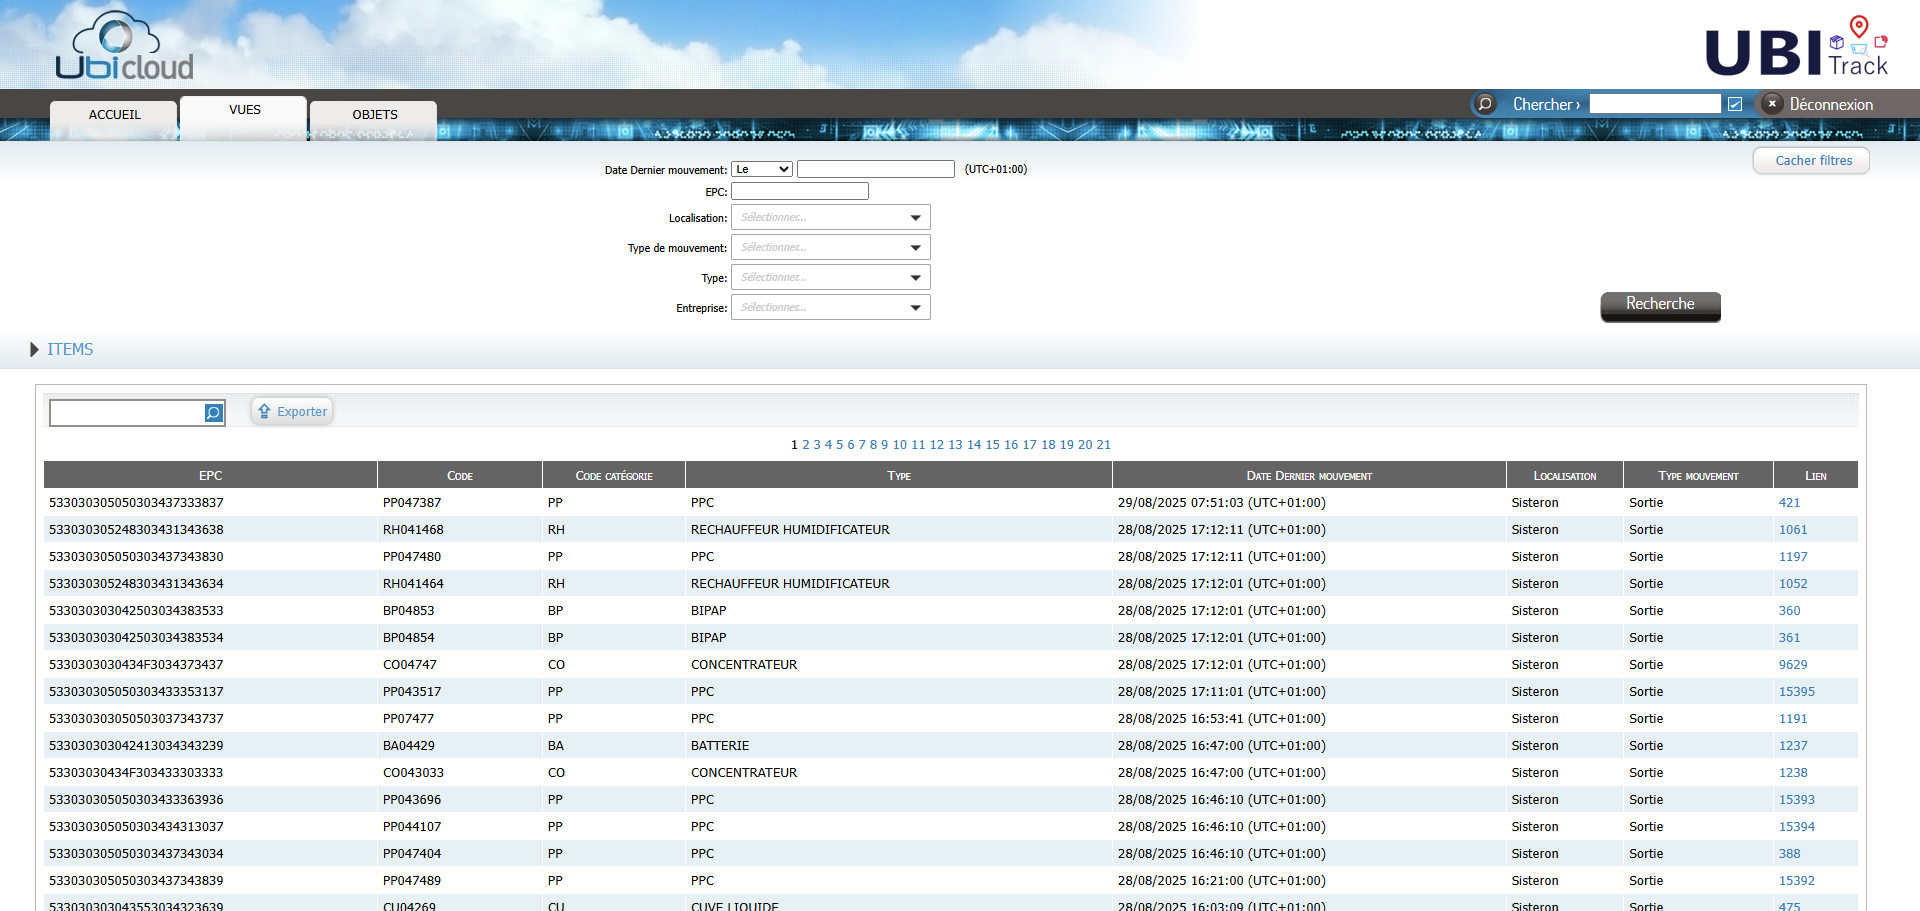 Ubicloud
UBI Track
ACCUEIL VUES OBJETS
Chercher › Déconnexion
Cacher filtres
Date Dernier mouvement: Le (UTC+01:00)
EPC:
Localisation: Sélectionner...
Type de mouvement: Sélectionner...
Type: Sélectionner...
Entreprise: Sélectionner...
Recherche
ITEMS
Exporter
1 2 3 4 5 6 7 8 9 10 11 12 13 14 15 16 17 18 19 20 21
EPC Code Code catégorie Type Date Dernier mouvement Localisation Type mouvement Lien
533030305050303437333837 PP047387 PP PPC 29/08/2025 07:51:03 (UTC+01:00) Sisteron Sortie 421
533030305248303431343638 RH041468 RH RECHAUFFEUR HUMIDIFICATEUR 28/08/2025 17:12:11 (UTC+01:00) Sisteron Sortie 1061
533030305050303437343830 PP047480 PP PPC 28/08/2025 17:12:11 (UTC+01:00) Sisteron Sortie 1197
533030305248303431343634 RH041464 RH RECHAUFFEUR HUMIDIFICATEUR 28/08/2025 17:12:01 (UTC+01:00) Sisteron Sortie 1052
533030303042503034383533 BP04853 BP BIPAP 28/08/2025 17:12:01 (UTC+01:00) Sisteron Sortie 360
533030303042503034383534 BP04854 BP BIPAP 28/08/2025 17:12:01 (UTC+01:00) Sisteron Sortie 361
5330303030434F3034373437 CO04747 CO CONCENTRATEUR 28/08/2025 17:12:01 (UTC+01:00) Sisteron Sortie 9629
533030305050303433353137 PP043517 PP PPC 28/08/2025 17:11:01 (UTC+01:00) Sisteron Sortie 15395
533030303050503037343737 PP07477 PP PPC 28/08/2025 16:53:41 (UTC+01:00) Sisteron Sortie 1191
533030303042413034343239 BA04429 BA BATTERIE 28/08/2025 16:47:00 (UTC+01:00) Sisteron Sortie 1237
53303030434F303433303333 CO043033 CO CONCENTRATEUR 28/08/2025 16:47:00 (UTC+01:00) Sisteron Sortie 1238
533030305050303433363936 PP043696 PP PPC 28/08/2025 16:46:10 (UTC+01:00) Sisteron Sortie 15393
533030305050303434313037 PP044107 PP PPC 28/08/2025 16:46:10 (UTC+01:00) Sisteron Sortie 15394
533030305050303437343034 PP047404 PP PPC 28/08/2025 16:46:10 (UTC+01:00) Sisteron Sortie 388
533030305050303437343839 PP047489 PP PPC 28/08/2025 16:21:00 (UTC+01:00) Sisteron Sortie 15392
533030303043553034323639 CU04269 CU CUVE LIQUIDE 28/08/2025 16:03:09 (UTC+01:00) Sisteron Sortie 475